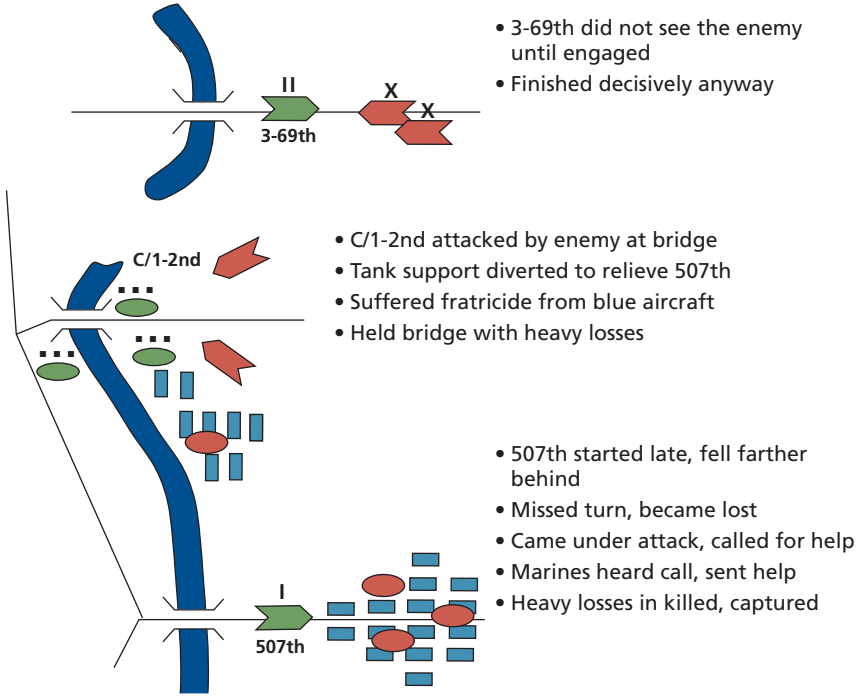 • 3-69th did not see the enemy
until engaged
• Finished decisively anyway
II
X
X
3-69th
C/1-2nd
• C/1-2nd attacked by enemy at bridge
• Tank support diverted to relieve 507th
• Suffered fratricide from blue aircraft
• Held bridge with heavy losses
• 507th started late, fell farther
behind
• Missed turn, became lost
• Came under attack, called for help
• Marines heard call, sent help
• Heavy losses in killed, captured
I
507th